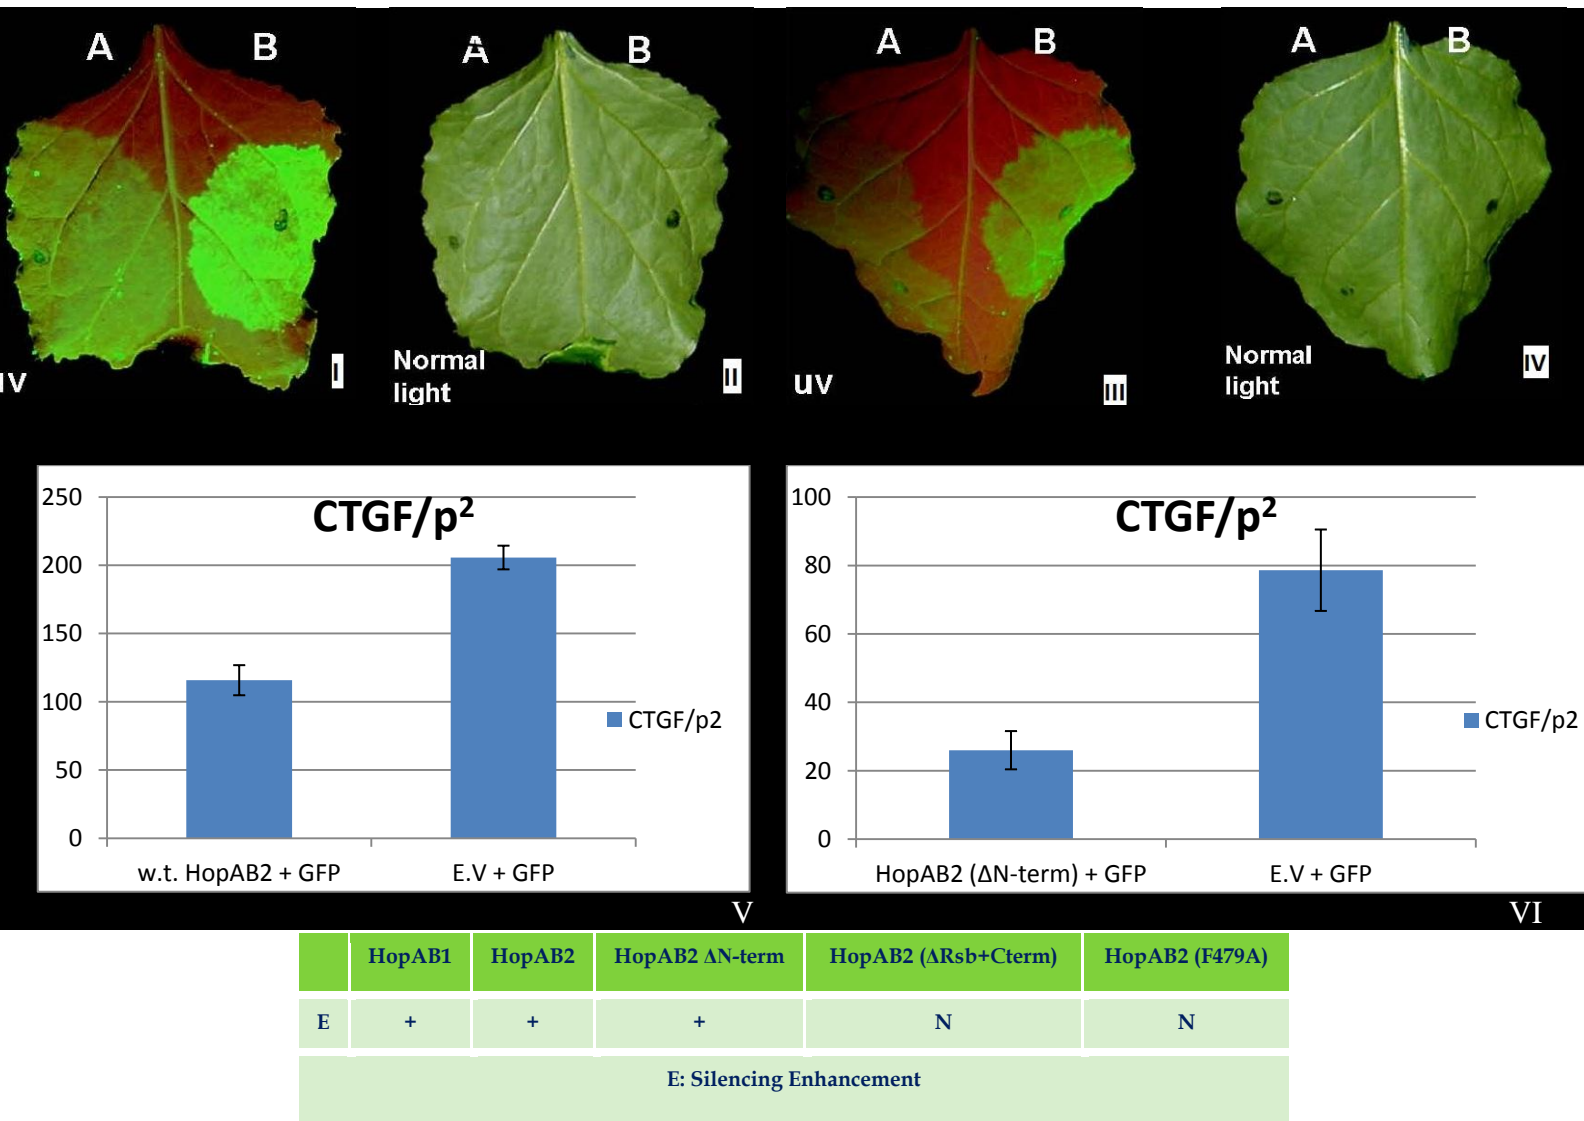 A B
A B
A B
A B
uv
I
Normal
light
II
uv
III
Normal
light
IV
CTGF/p²
250
200
150
100
50
0
w.t. HopAB2 + GFP
E.V + GFP
CTGF/p2
V
CTGF/p²
100
80
60
40
20
0
HopAB2 (ΔN-term) + GFP
E.V + GFP
CTGF/p2
VI
HopAB1 HopAB2 HopAB2 ΔN-term HopAB2 (ΔRsb+Cterm) HopAB2 (F479A)
E + + + N N
E: Silencing Enhancement